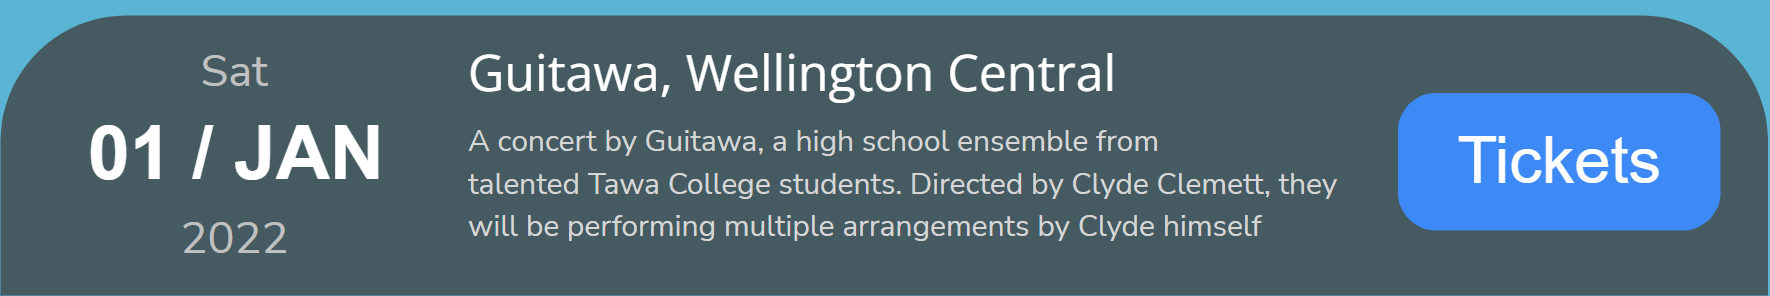 Sat
01 / JAN
2022
Guitawa, Wellington Central
A concert by Guitawa, a high school ensemble from
talented Tawa College students. Directed by Clyde Clemett, they
will be performing multiple arrangements by Clyde himself
Tickets